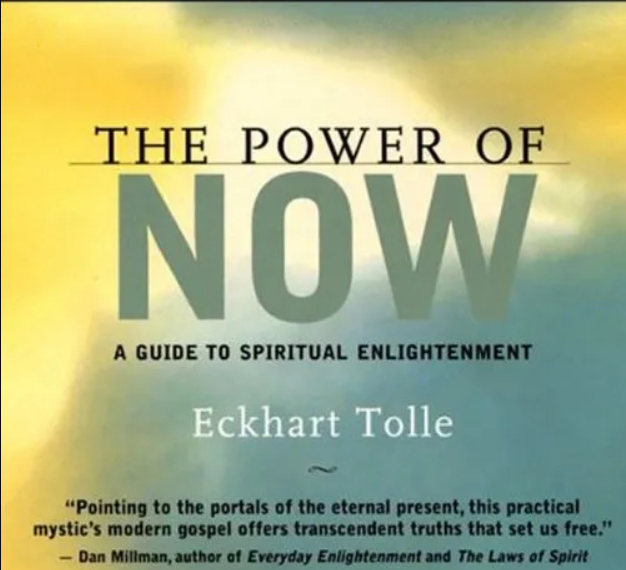 THE POWER OF
NOW
A GUIDE TO SPIRITUAL ENLIGHTENMENT
Eckhart Tolle
“Pointing to the portals of the eternal present, this practical
mystic’s modern gospel offers transcendent truths that set us free.”
— Dan Millman, author of Everyday Enlightenment and The Laws of Spirit